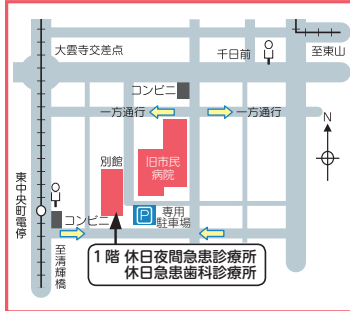 大雲寺交差点
千日前
至東山
コンビニ
一方通行
一方通行
N
別館
旧市民
病院
東中央町電停
コンビニ
P
専用
駐車場
至清輝橋
1階 休日夜間急患診療所
休日急患歯科診療所